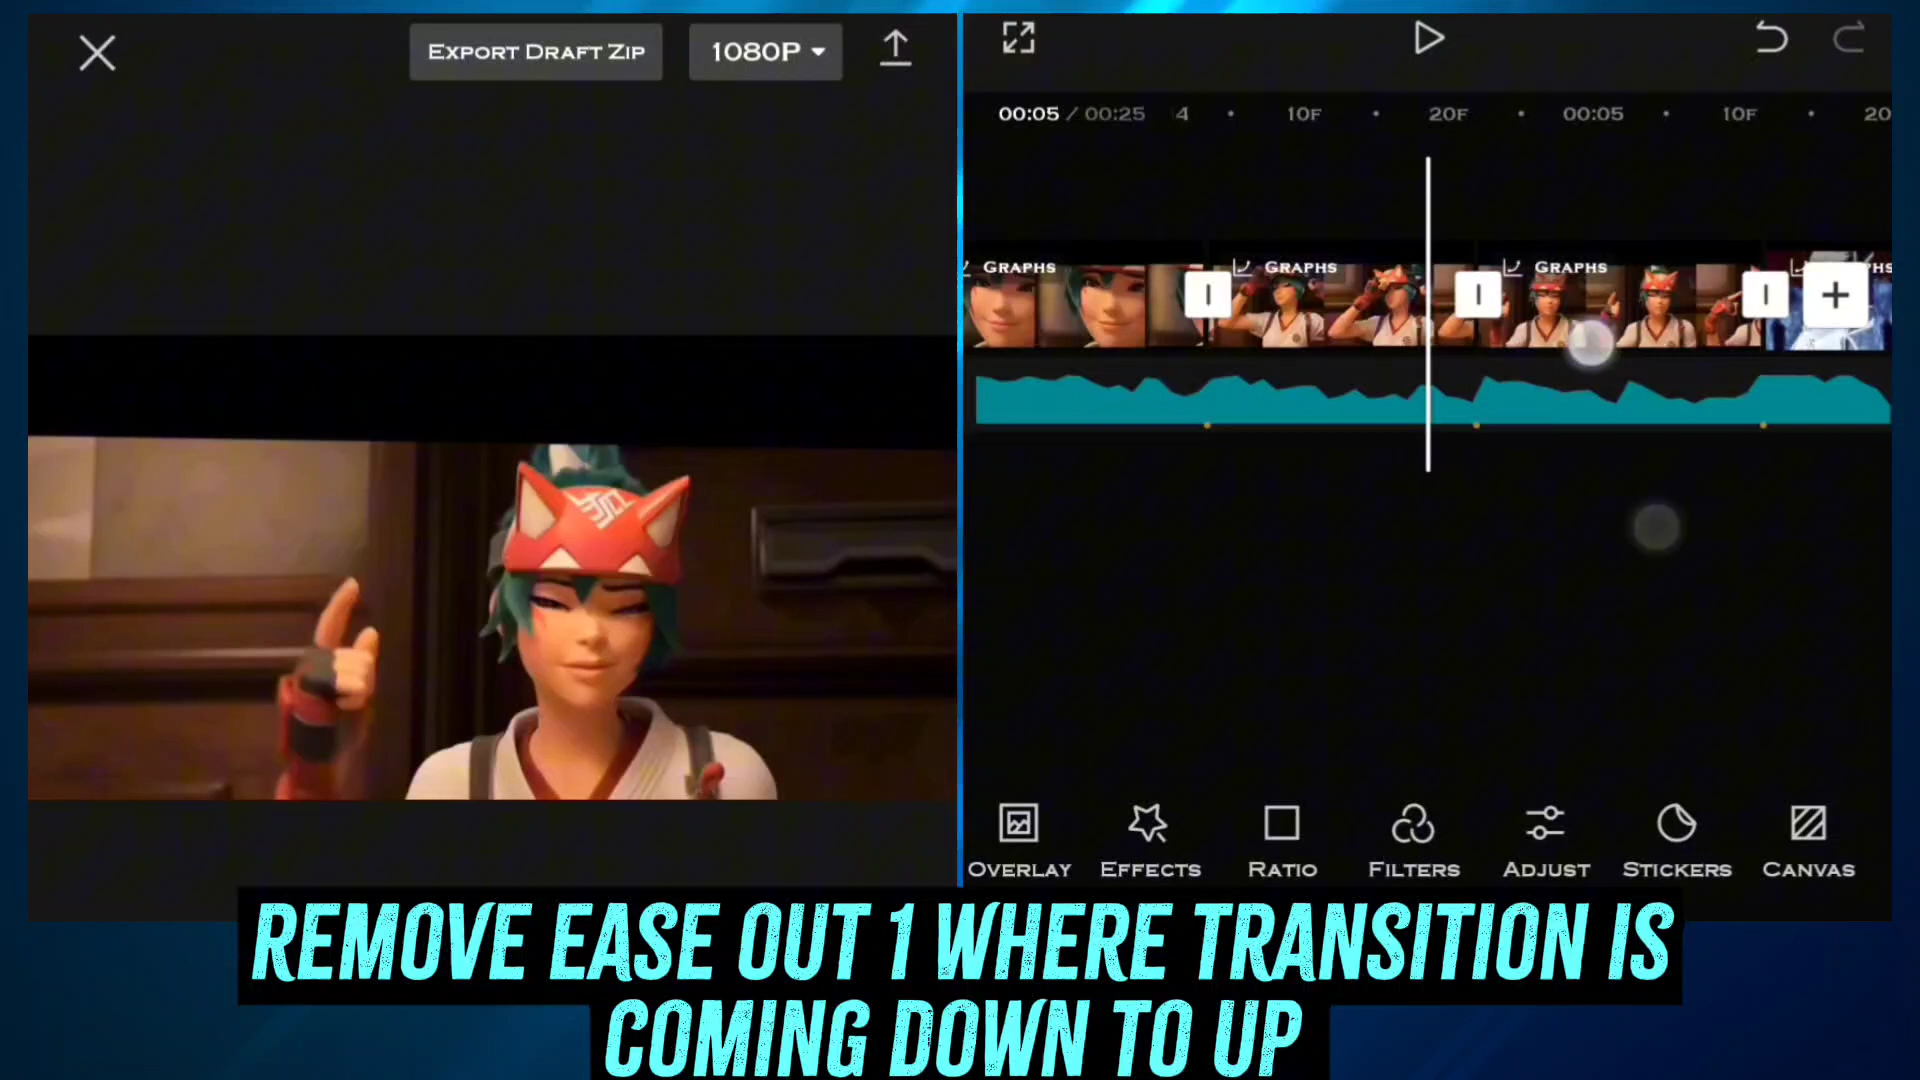 EXPORT DRAFT ZIP
1080P
00:05 / 00:25 4 10F 20F 00:05 10F 20
GRAPHS GRAPHS GRAPHS HS
OVERLAY EFFECTS RATIO FILTERS ADJUST STICKERS CANVAS
REMOVE EASE OUT 1 WHERE TRANSITION IS
COMING DOWN TO UP